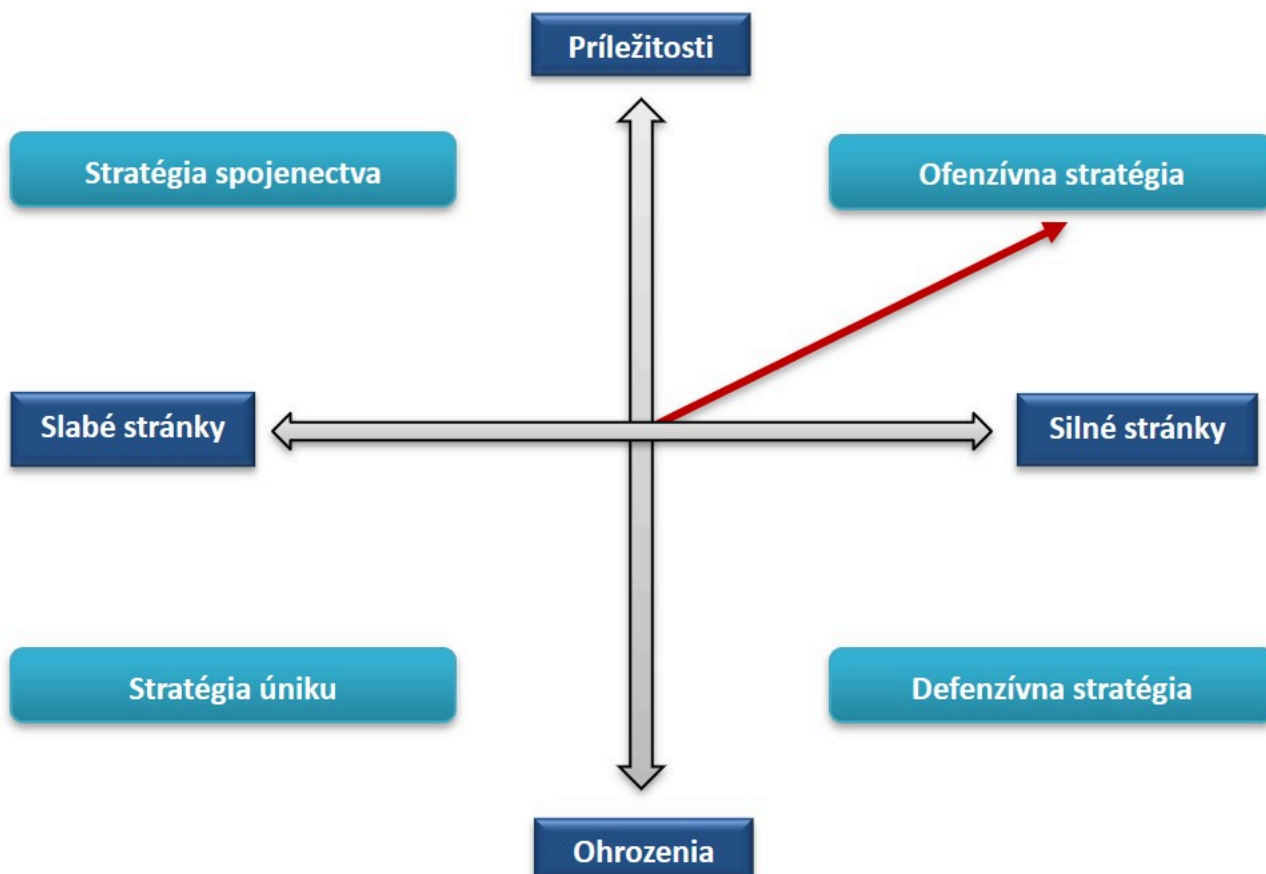 Príležitosti
Stratégia spojenectva
Ofenzívna stratégia
Slabé stránky
Silné stránky
Stratégia úniku
Defenzívna stratégia
Ohrozenia